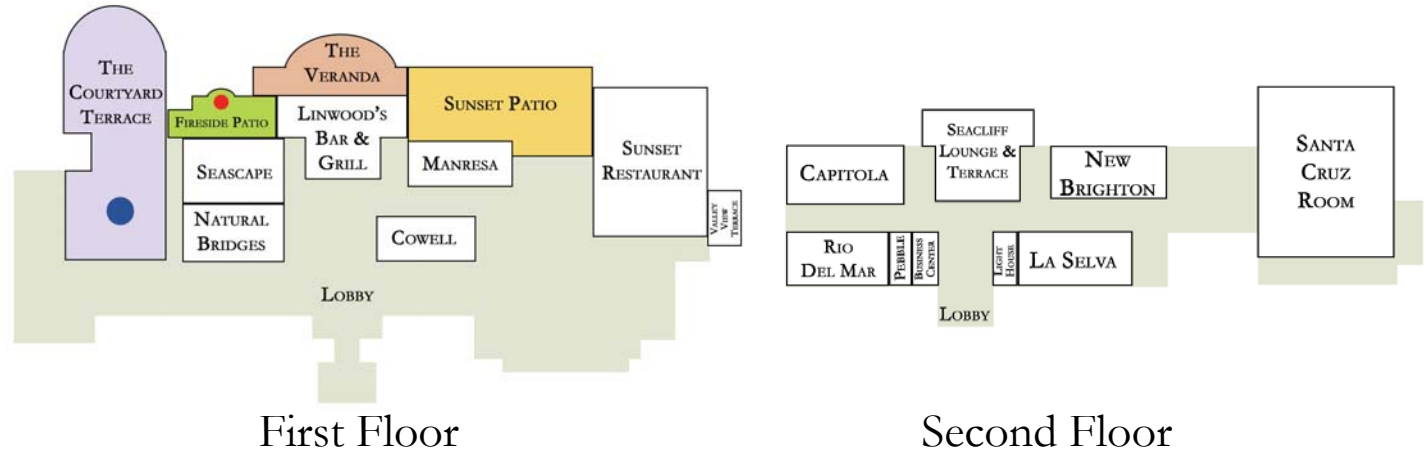 The
Courtyard
Terrace
Fireside Patio
The
Veranda
Linwood's
Bar &
Grill
Sunset Patio
Manresa
Sunset
Restaurant
Valley
View
Terrace
Seascape
Natural
Bridges
Cowell
Lobby
First Floor
Capitola
Seacliff
Lounge &
Terrace
New
Brighton
Santa
Cruz
Room
Rio
Del Mar
Pebble
Business
Center
Light
House
La Selva
Lobby
Second Floor